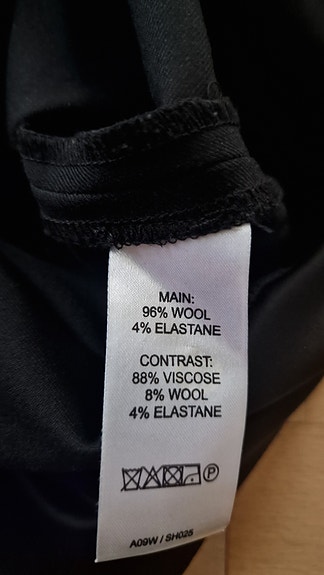 MAIN:
96% WOOL
4% ELASTANE
CONTRAST:
88% VISCOSE
8% WOOL
4% ELASTANE
P
A09W / SH025